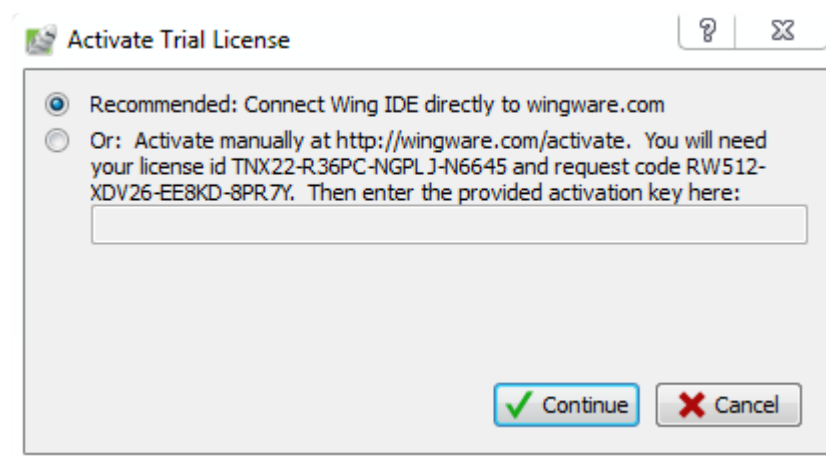 Activate Trial License
Recommended: Connect Wing IDE directly to wingware.com
Or: Activate manually at http://wingware.com/activate. You will need
your license id TNX22-R36PC-NGPLJ-N6645 and request code RW512-
XDV26-EE8KD-8PR7Y. Then enter the provided activation key here:
Continue
Cancel